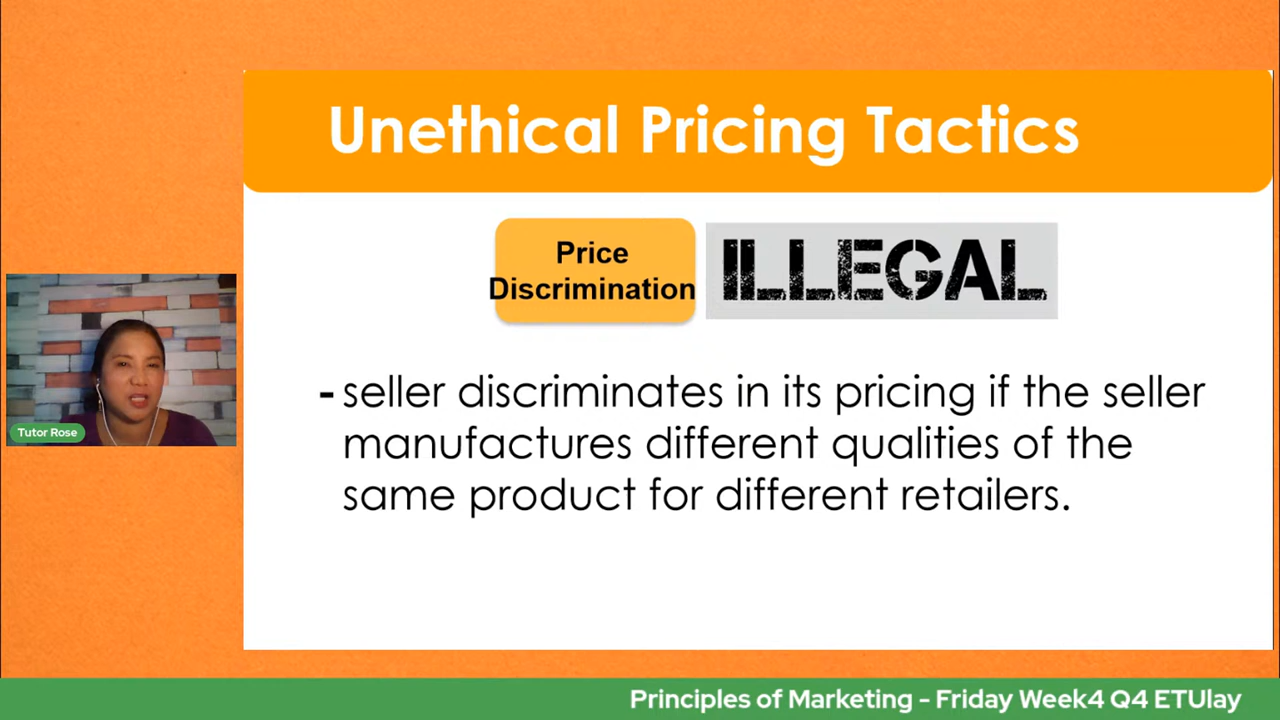 Unethical Pricing Tactics
Price
Discrimination
ILLEGAL
- seller discriminates in its pricing if the seller
manufactures different qualities of the
same product for different retailers.
Tutor Rose
Principles of Marketing - Friday Week4 Q4 ETUlay